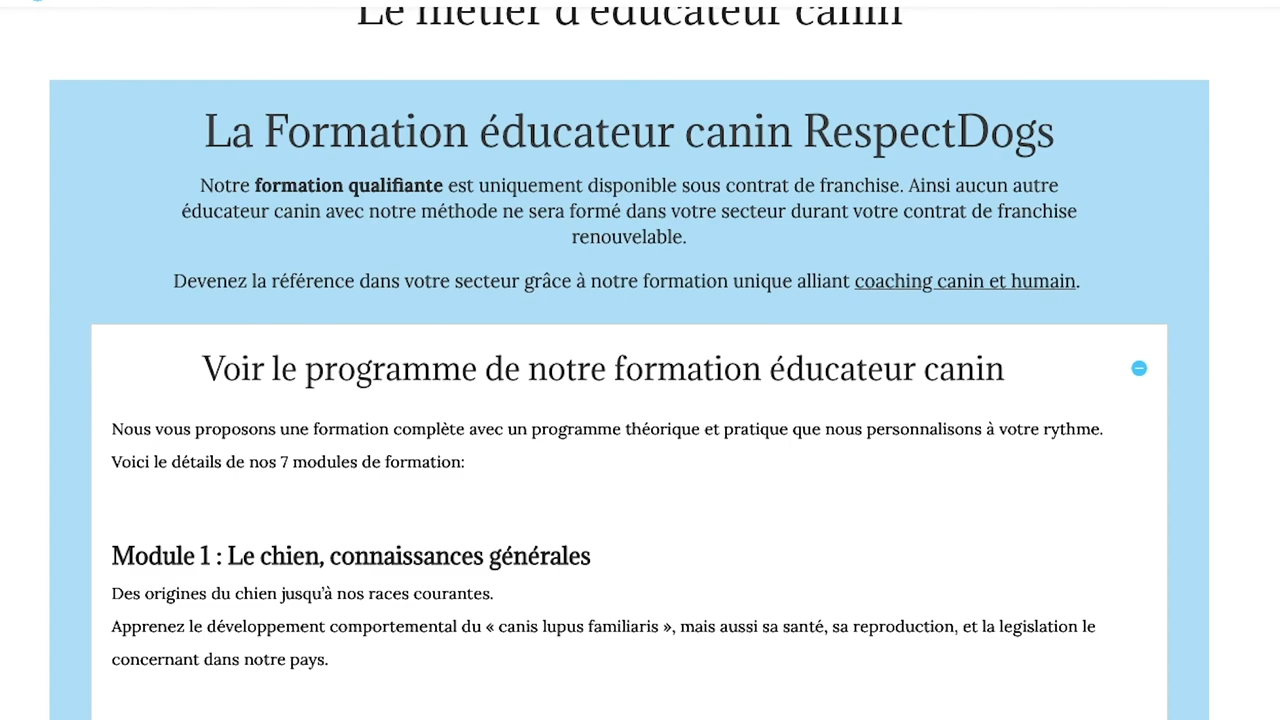 Le métier d'éducateur canin
La Formation éducateur canin RespectDogs
Notre formation qualifiante est uniquement disponible sous contrat de franchise. Ainsi aucun autre
éducateur canin avec notre méthode ne sera formé dans votre secteur durant votre contrat de franchise
renouvelable.
Devenez la référence dans votre secteur grâce à notre formation unique alliant coaching canin et humain.
Voir le programme de notre formation éducateur canin
Nous vous proposons une formation complète avec un programme théorique et pratique que nous personnalisons à votre rythme.
Voici le détails de nos 7 modules de formation:
Module 1 : Le chien, connaissances générales
Des origines du chien jusqu'à nos races courantes.
Apprenez le développement comportemental du « canis lupus familiaris », mais aussi sa santé, sa reproduction, et la legislation le
concernant dans notre pays.